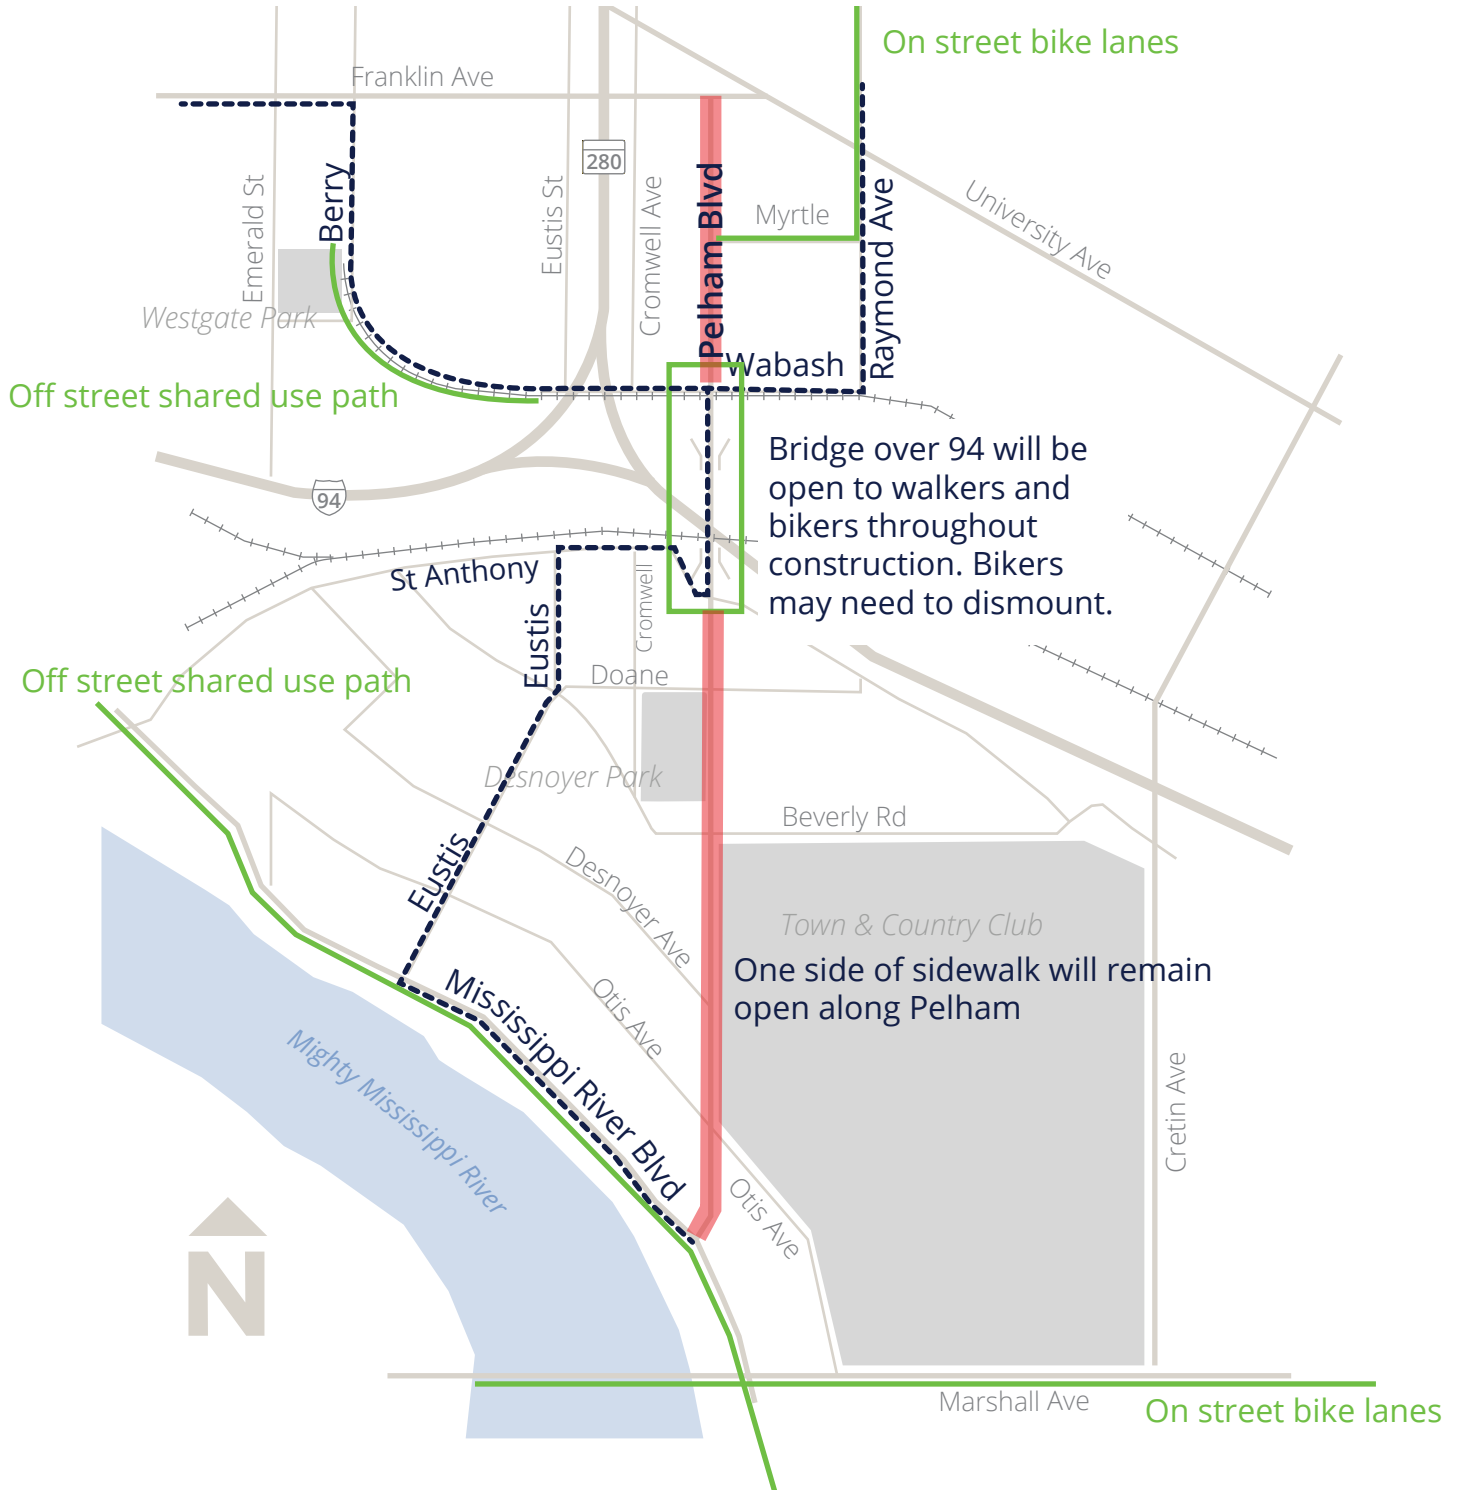 On street bike lanes
Franklin Ave
280
Emerald St
Berry
Eustis St
Cromwell Ave
Pelham Blvd
Myrtle
Raymond Ave
University Ave
Westgate Park
Wabash
Off street shared use path
94
Bridge over 94 will be
open to walkers and
bikers throughout
construction. Bikers
may need to dismount.
St Anthony
Eustis
Cromwell
Doane
Off street shared use path
Desnoyer Park
Beverly Rd
Eustis
Desnoyer Ave
Town & Country Club
One side of sidewalk will remain
open along Pelham
Otis Ave
Mississippi River Blvd
Mighty Mississippi River
Cretin Ave
Otis Ave
N
Marshall Ave
On street bike lanes